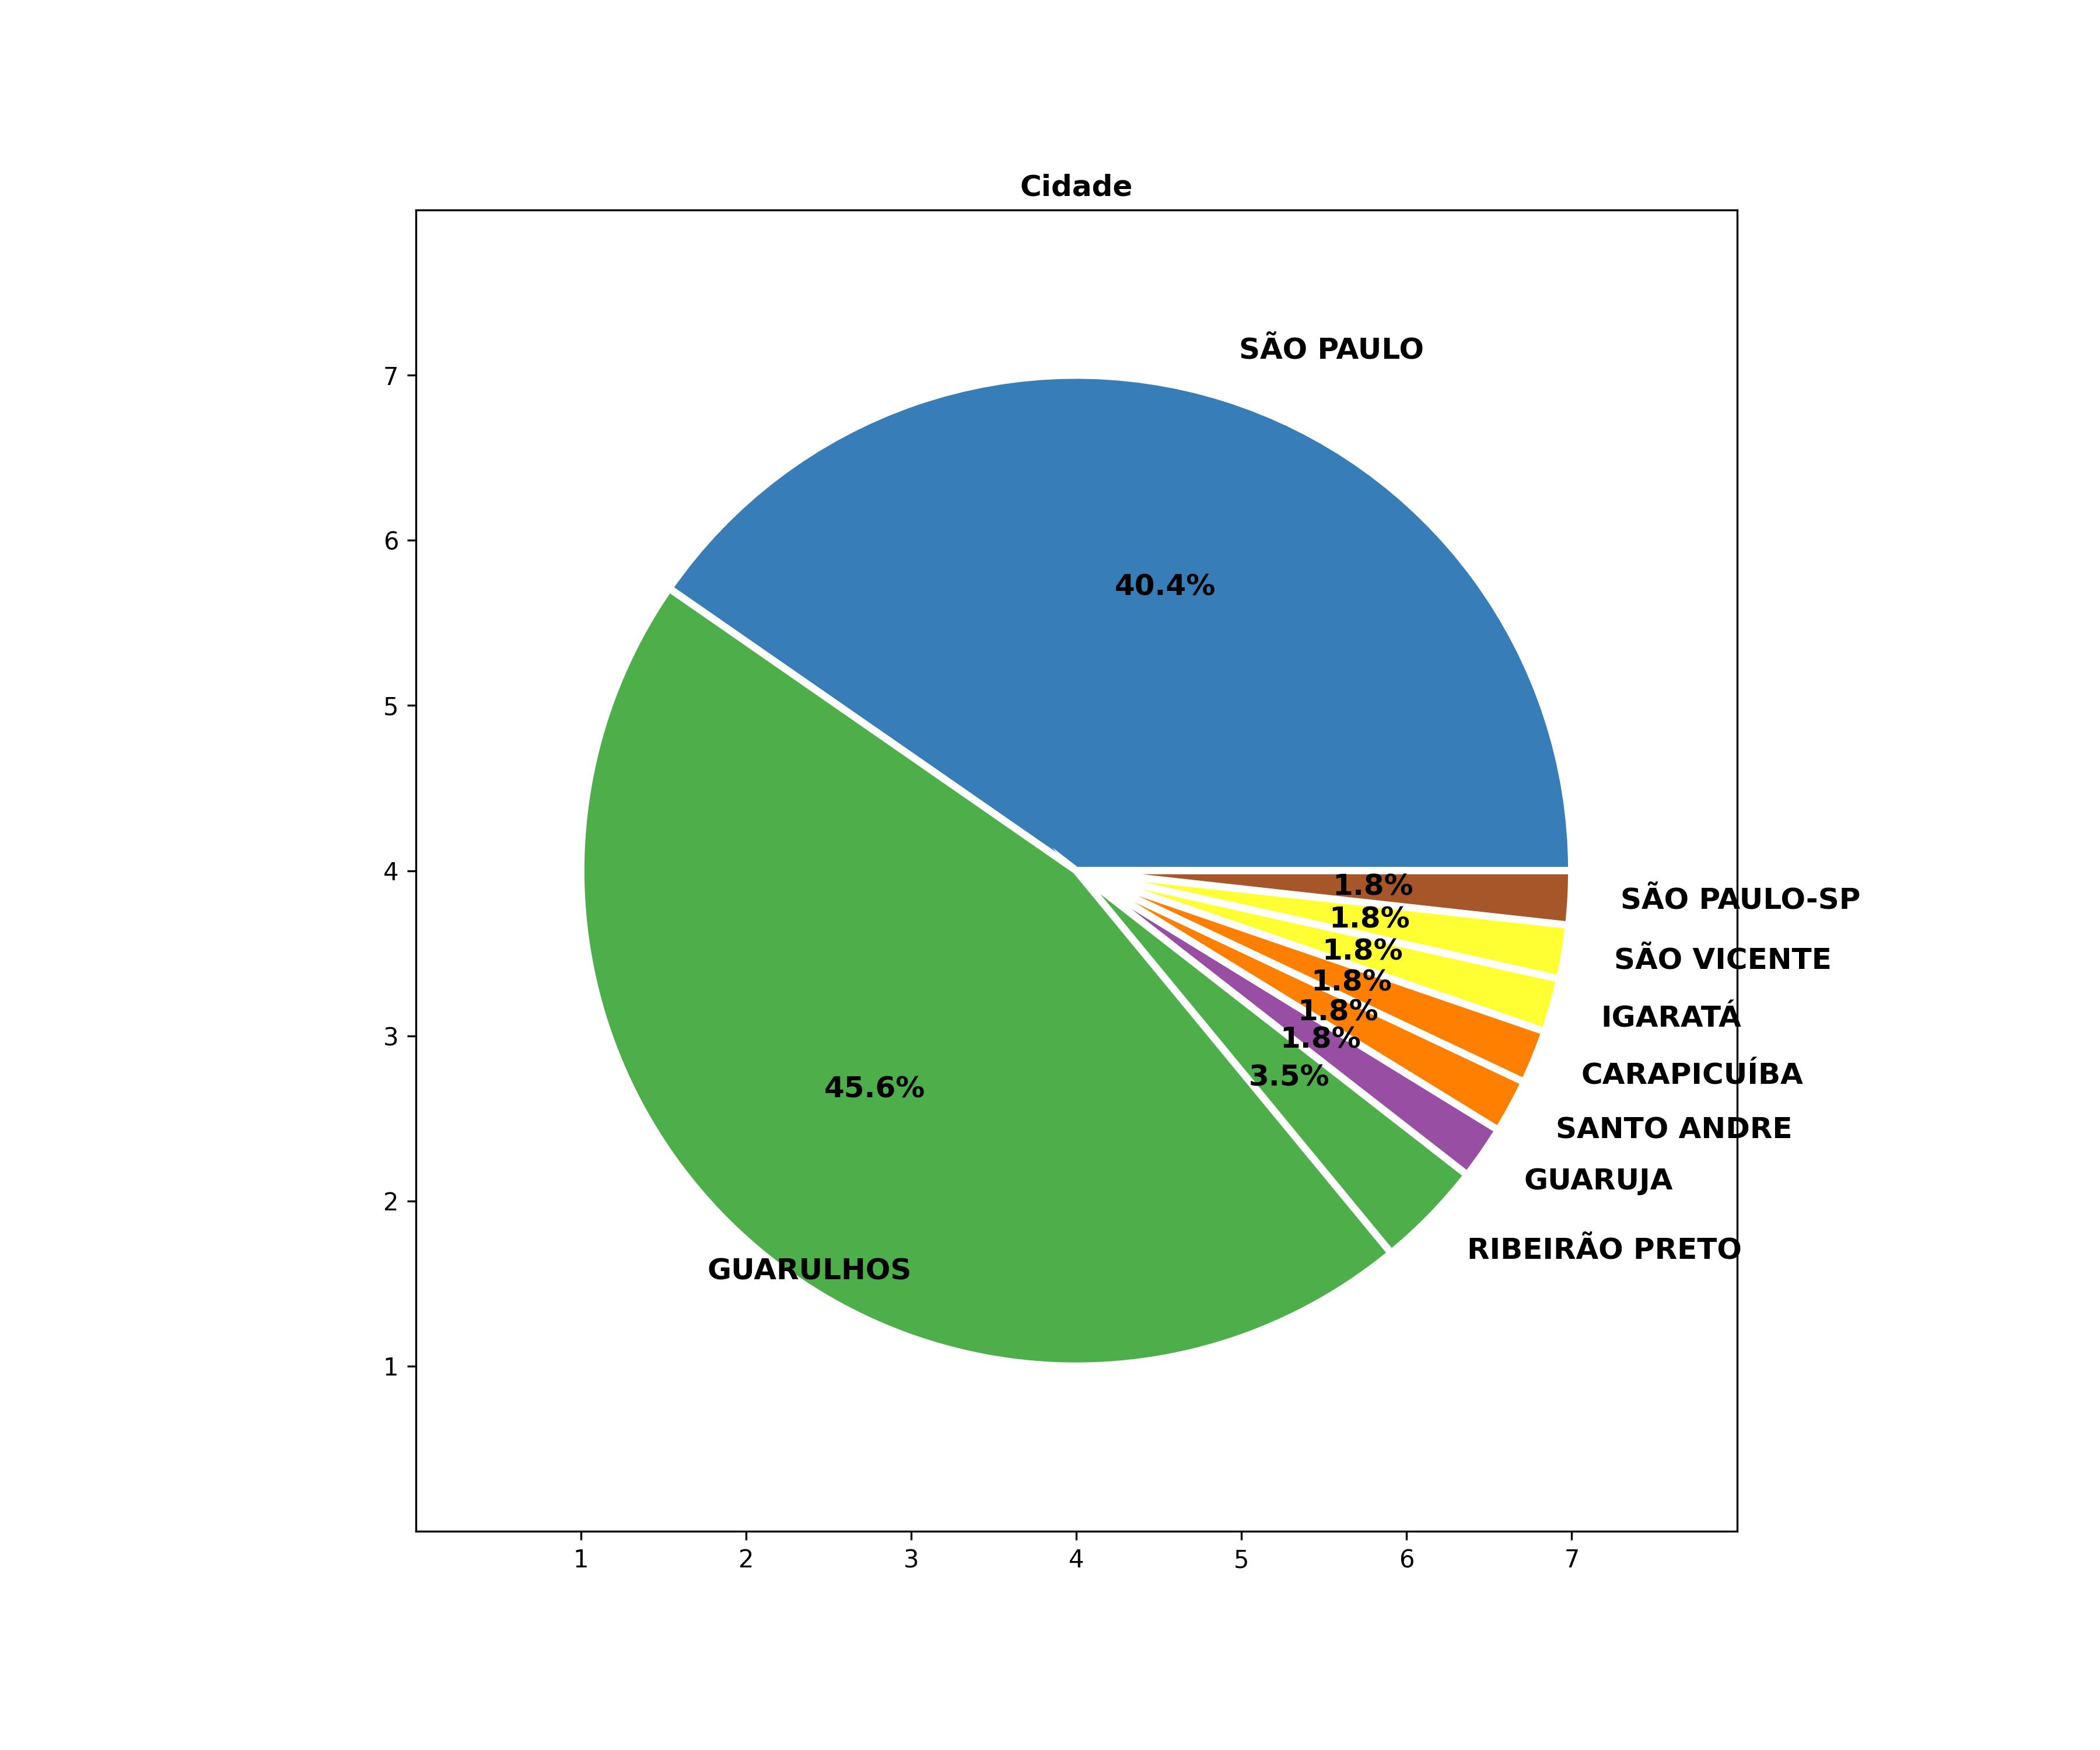 Cidade
SÃO PAULO
7
6
40.4%
5
4
1.8%
SÃO PAULO-SP
1.8%
1.8%
SÃO VICENTE
1.8%
1.8%
IGARATÁ
3
1.8%
3.5%
CARAPICUÍBA
45.6%
SANTO ANDRE
GUARUJA
2
RIBEIRÃO PRETO
GUARULHOS
1
1 2 3 4 5 6 7